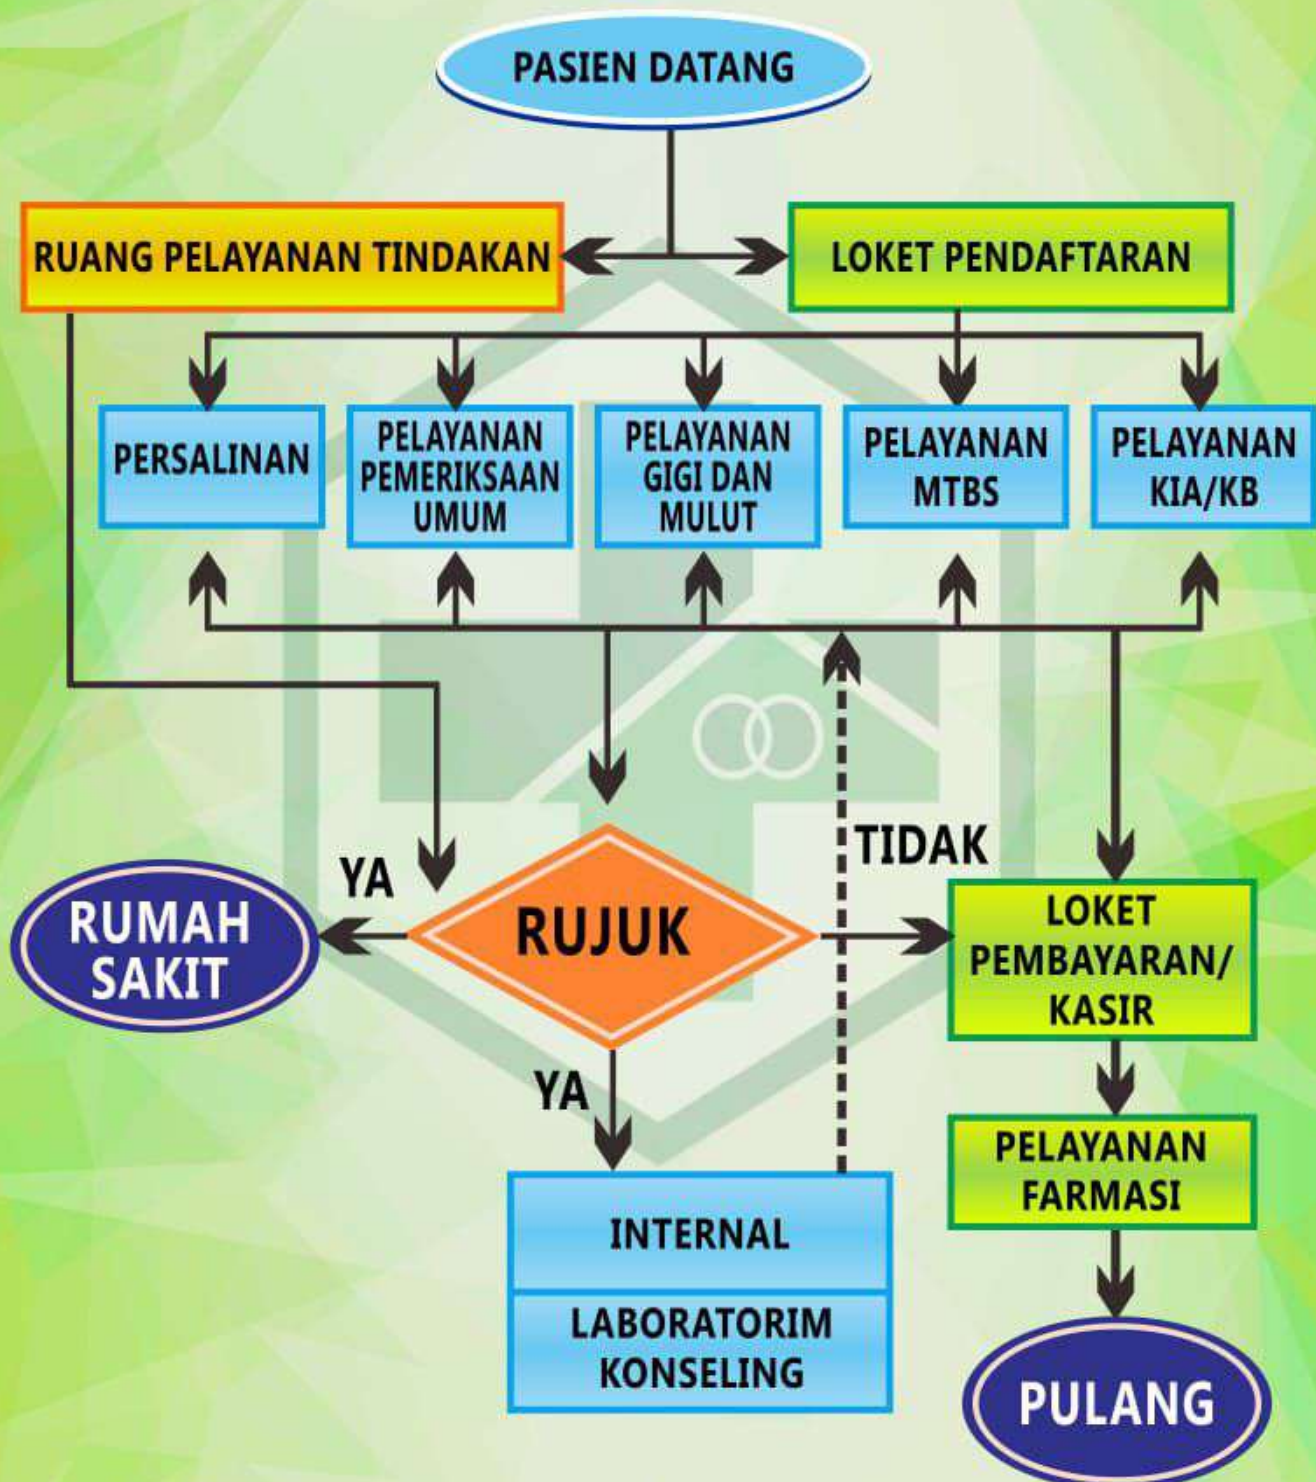 PASIEN DATANG
RUANG PELAYANAN TINDAKAN
LOKET PENDAFTARAN
PERSALINAN
PELAYANAN
PEMERIKSAAN
UMUM
PELAYANAN
GIGI DAN
MULUT
PELAYANAN
MTBS
PELAYANAN
KIA/KB
YA
TIDAK
RUMAH
SAKIT
RUJUK
LOKET
PEMBAYARAN/
KASIR
YA
PELAYANAN
FARMASI
INTERNAL
LABORATORIM
KONSELING
PULANG